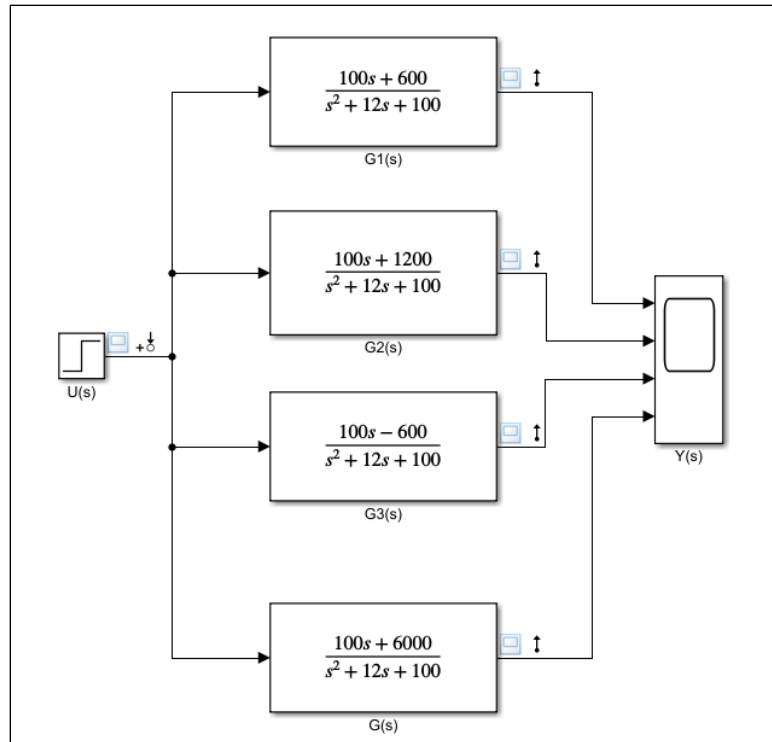 100s + 600
s² + 12s + 100
G1(s)
100s + 1200
s² + 12s + 100
G2(s)
U(s)
100s − 600
s² + 12s + 100
G3(s)
Y(s)
100s + 6000
s² + 12s + 100
G(s)